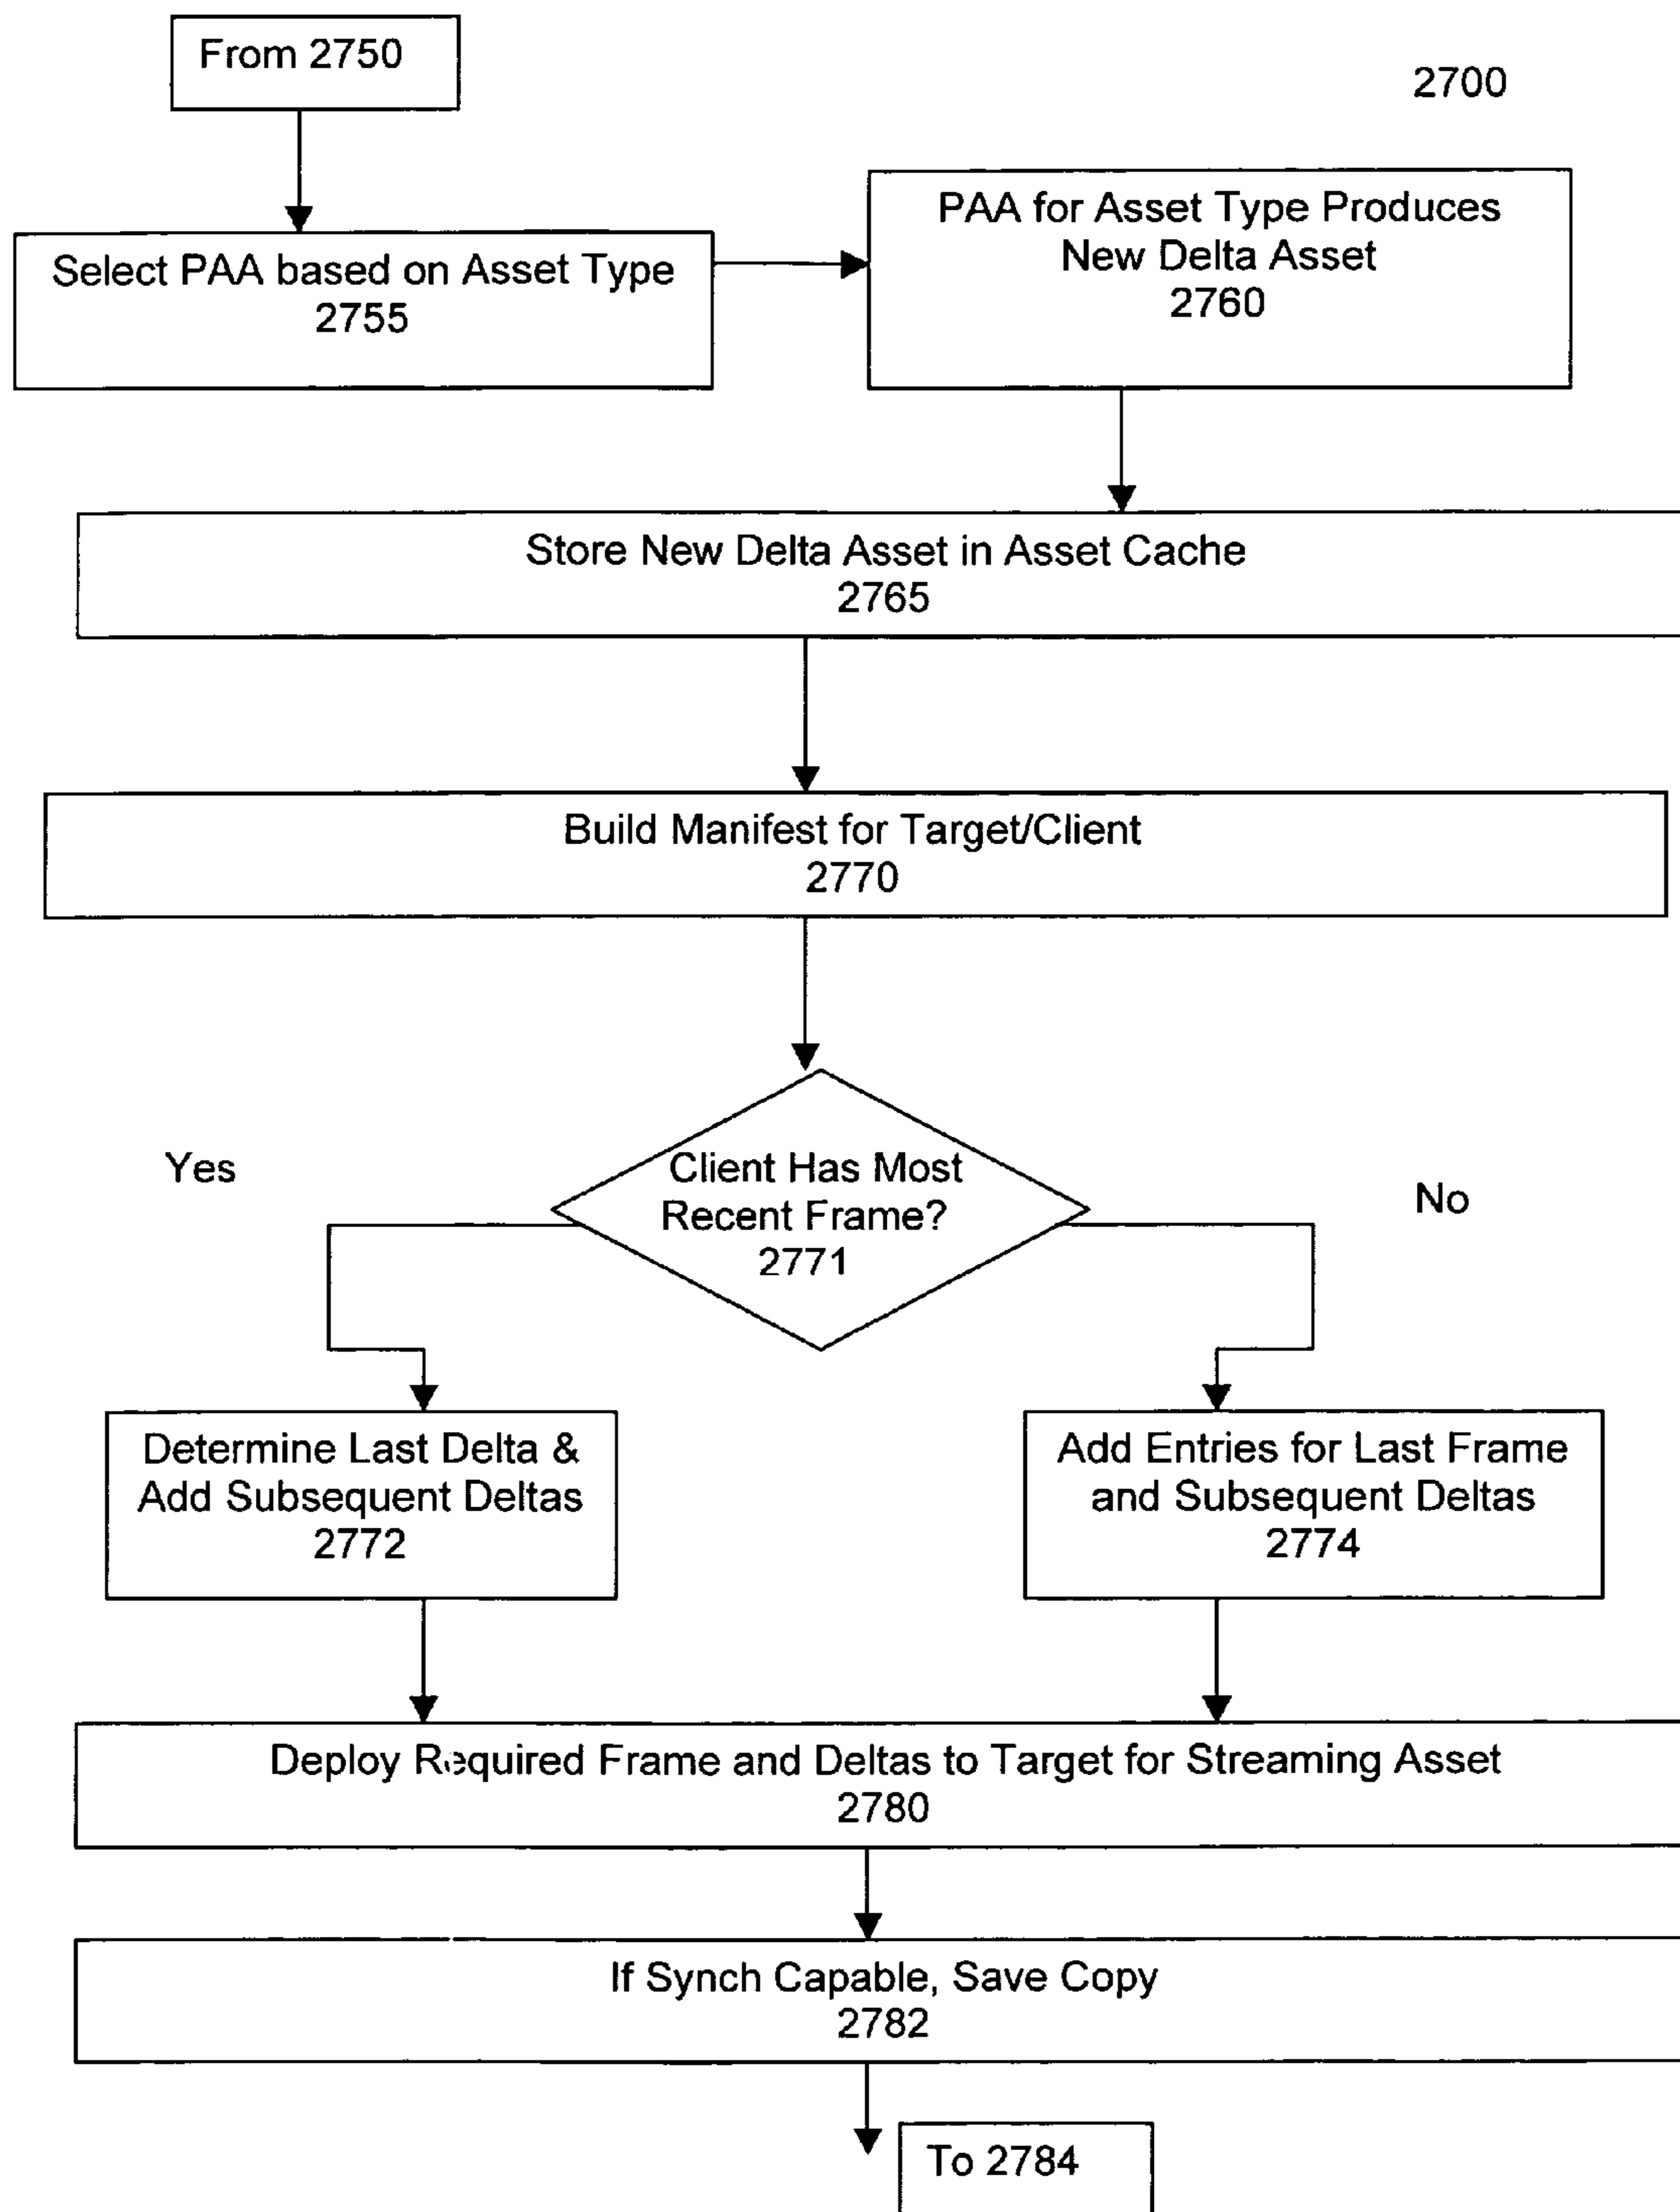 From 2750
2700
Select PAA based on Asset Type
2755
PAA for Asset Type Produces
New Delta Asset
2760
Store New Delta Asset in Asset Cache
2765
Build Manifest for Target/Client
2770
Client Has Most
Recent Frame?
2771
Yes
No
Determine Last Delta &
Add Subsequent Deltas
2772
Add Entries for Last Frame
and Subsequent Deltas
2774
Deploy Required Frame and Deltas to Target for Streaming Asset
2780
If Synch Capable, Save Copy
2782
To 2784